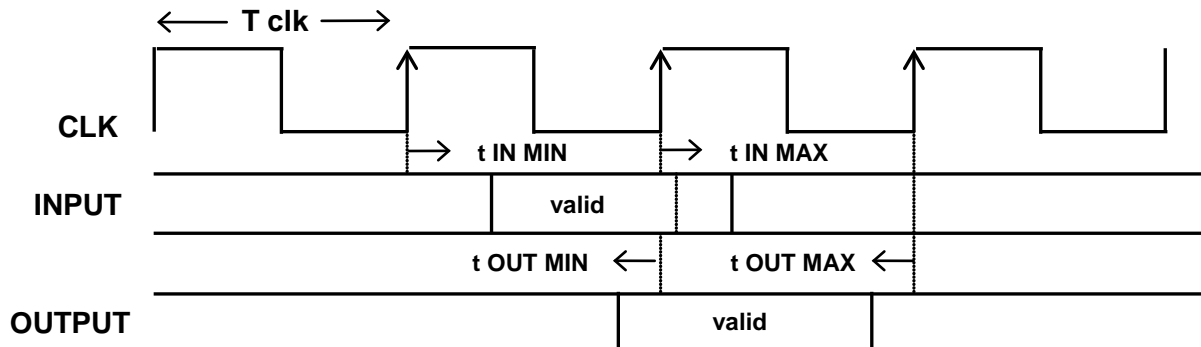 T clk
CLK
t IN MIN
t IN MAX
INPUT
valid
t OUT MIN
t OUT MAX
OUTPUT
valid